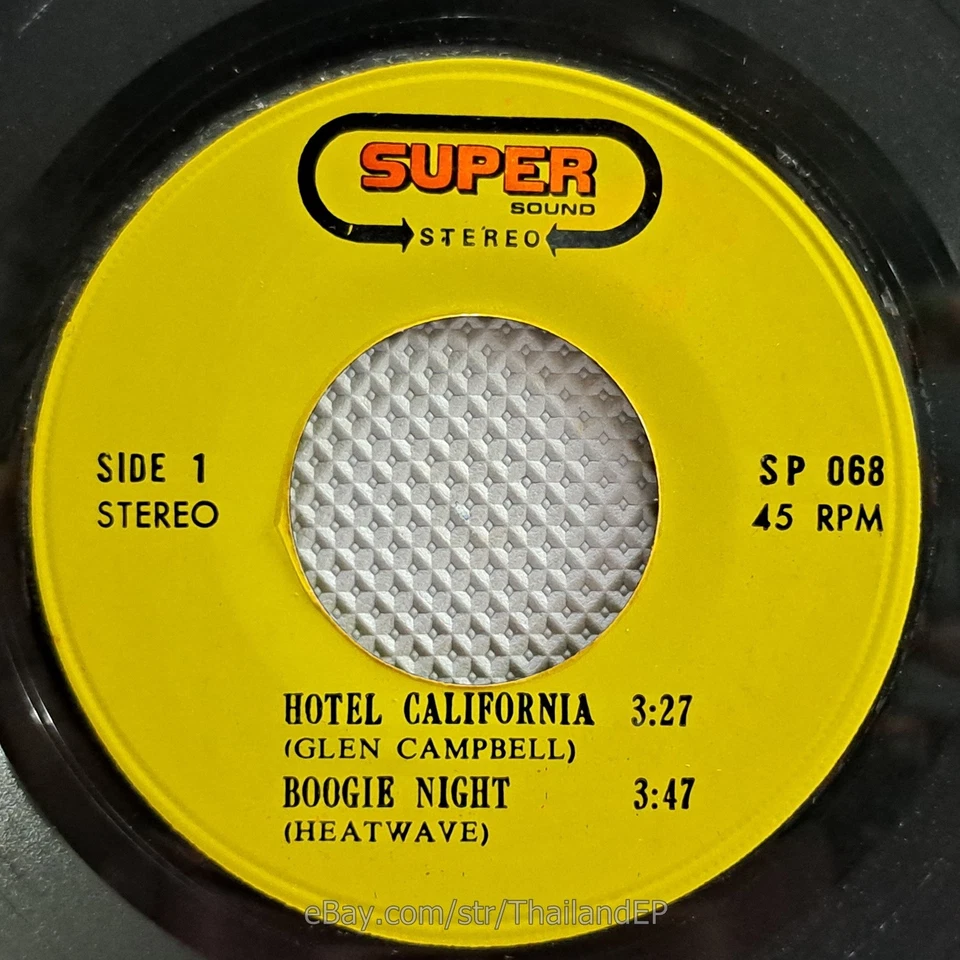 SUPER
SOUND
STEREO
SIDE 1
STEREO
SP 068
45 RPM
HOTEL CALIFORNIA 3:27
(GLEN CAMPBELL)
BOOGIE NIGHT 3:47
(HEATWAVE)
eBay.com/str/ThailandEP